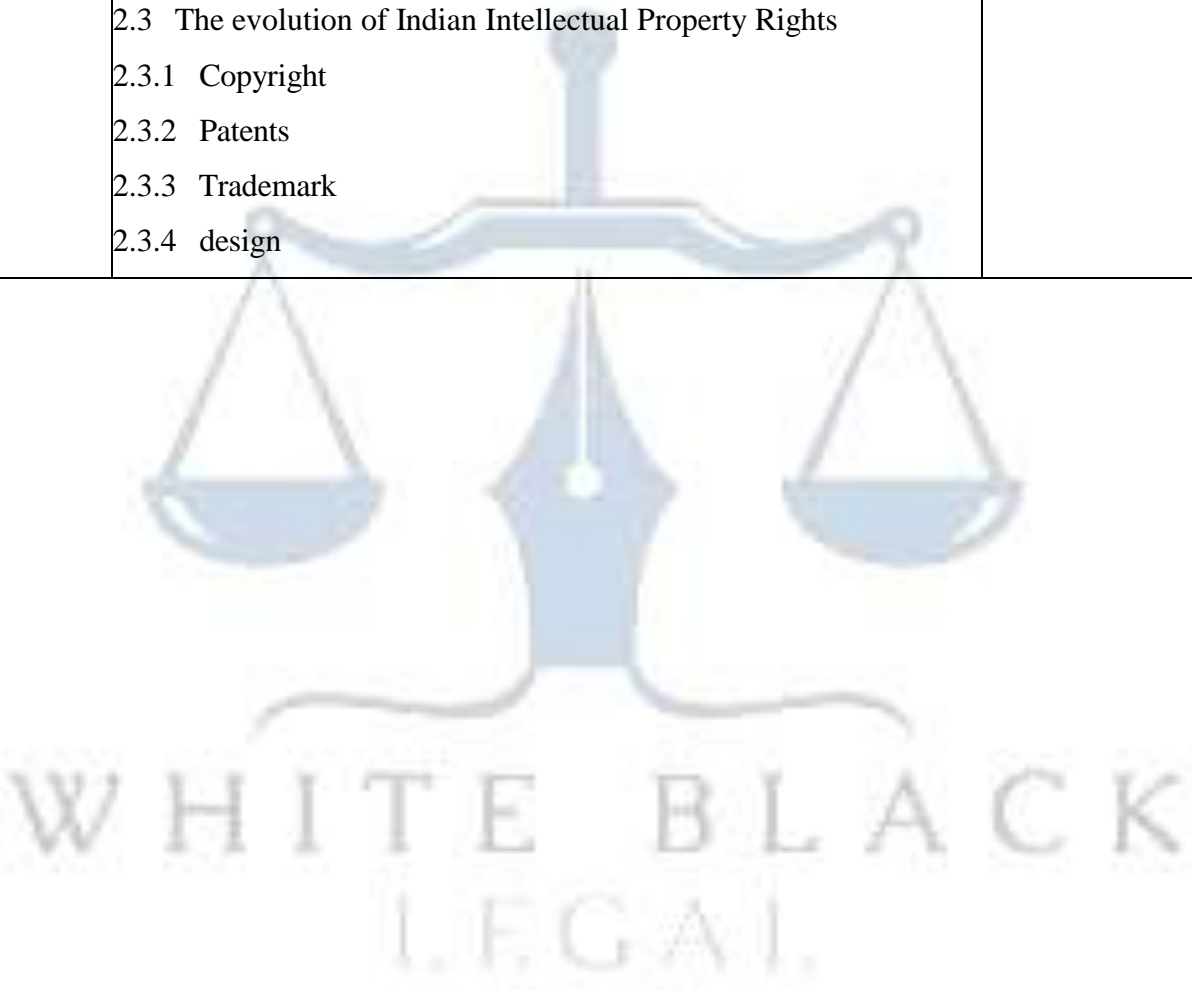 2.3 The evolution of Indian Intellectual Property Rights
2.3.1 Copyright
2.3.2 Patents
2.3.3 Trademark
2.3.4 design
WHITE BLACK
LEGAL